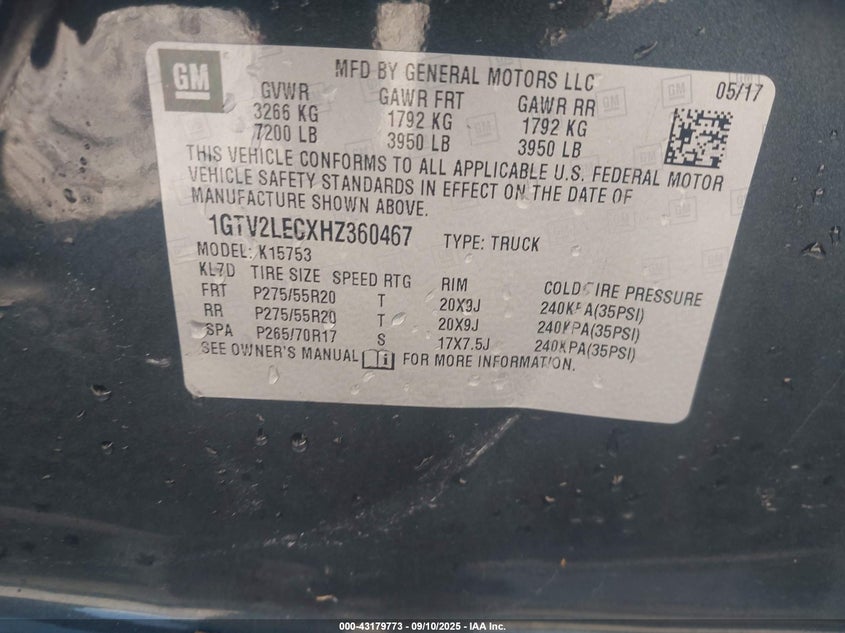 GM
MFD BY GENERAL MOTORS LLC
05/17
GVWR GAWR FRT GAWR RR
3266 KG 1792 KG 1792 KG
7200 LB 3950 LB 3950 LB
THIS VEHICLE CONFORMS TO ALL APPLICABLE U.S. FEDERAL MOTOR
VEHICLE SAFETY STANDARDS IN EFFECT ON THE DATE OF
MANUFACTURE SHOWN ABOVE.
1GTV2LECXHZ360467 TYPE: TRUCK
MODEL: K15753
KL7D TIRE SIZE SPEED RTG RIM COLD TIRE PRESSURE
FRT P275/55R20 T 20X9J 240KPA(35PSI)
RR P275/55R20 T 20X9J 240KPA(35PSI)
SPA P265/70R17 S 17X7.5J 240KPA(35PSI)
SEE OWNER'S MANUAL FOR MORE INFORMATION.
000-43179773 - 09/10/2025 - IAA Inc.